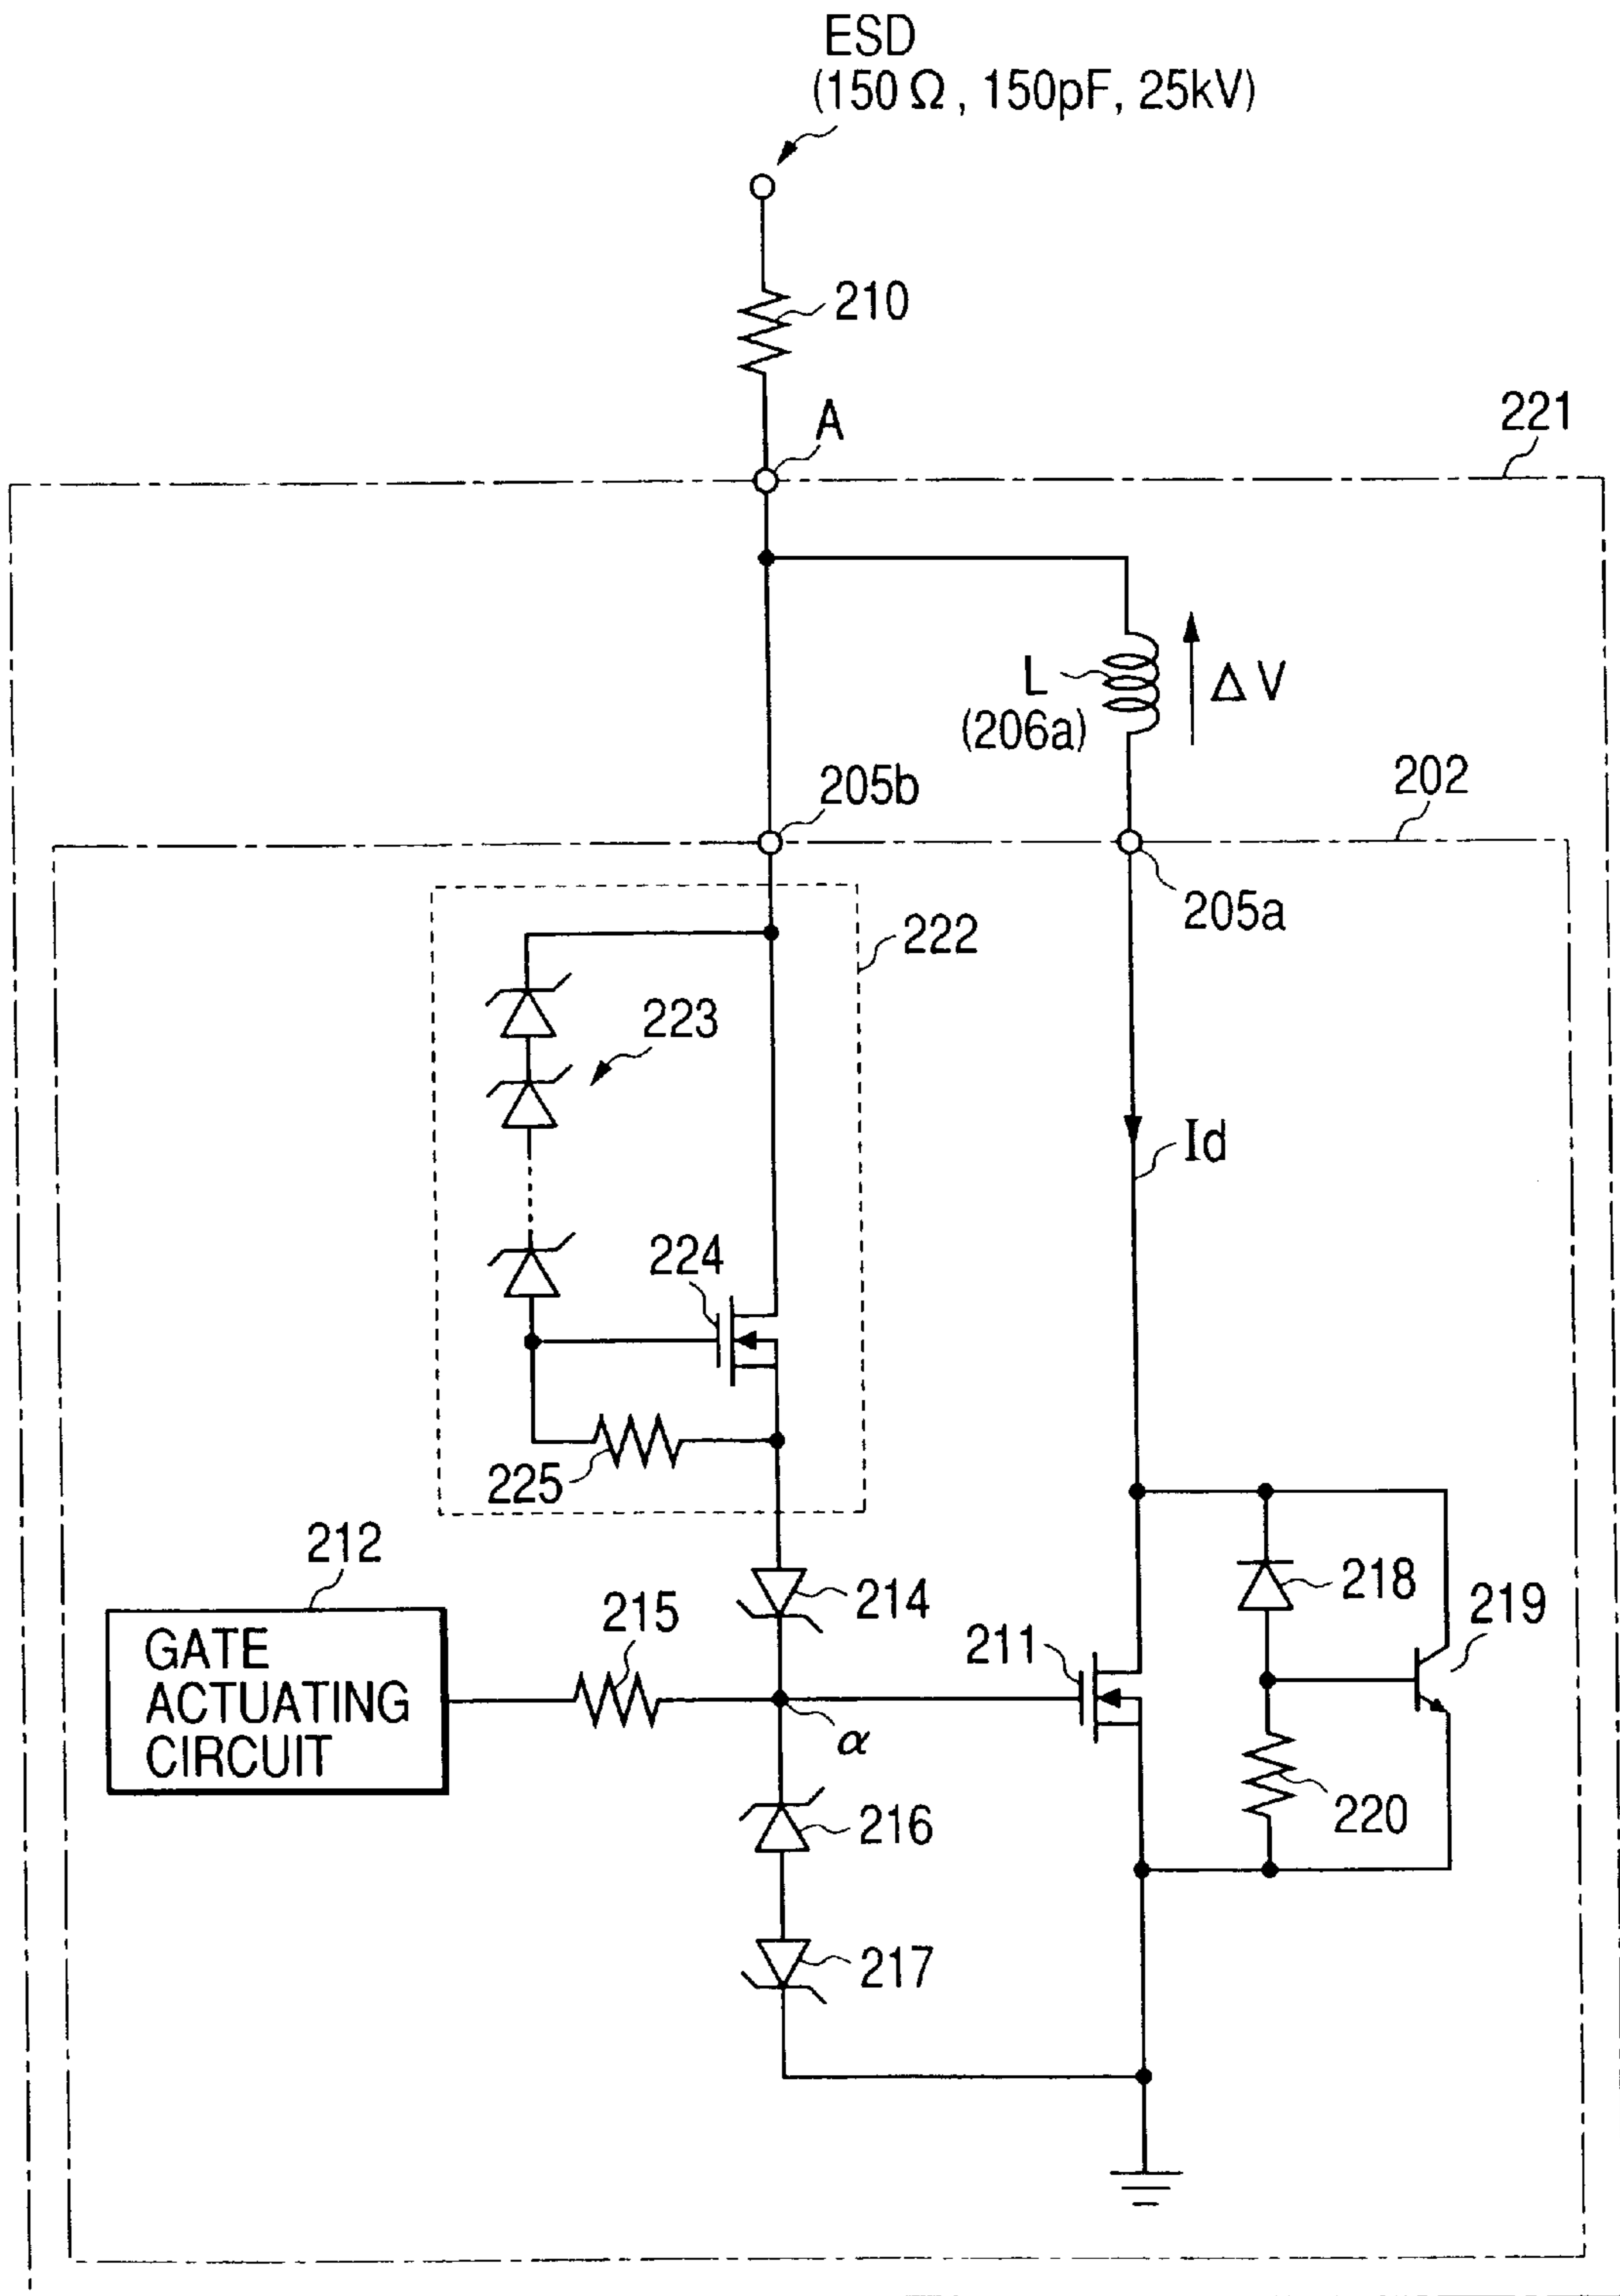 ESD
(150 Ω, 150pF, 25kV)
210
A
221
L
(206a)
Δ V
205b
202
205a
222
223
Id
224
225
212
GATE
ACTUATING
CIRCUIT
215
214
α
211
218
219
216
220
217